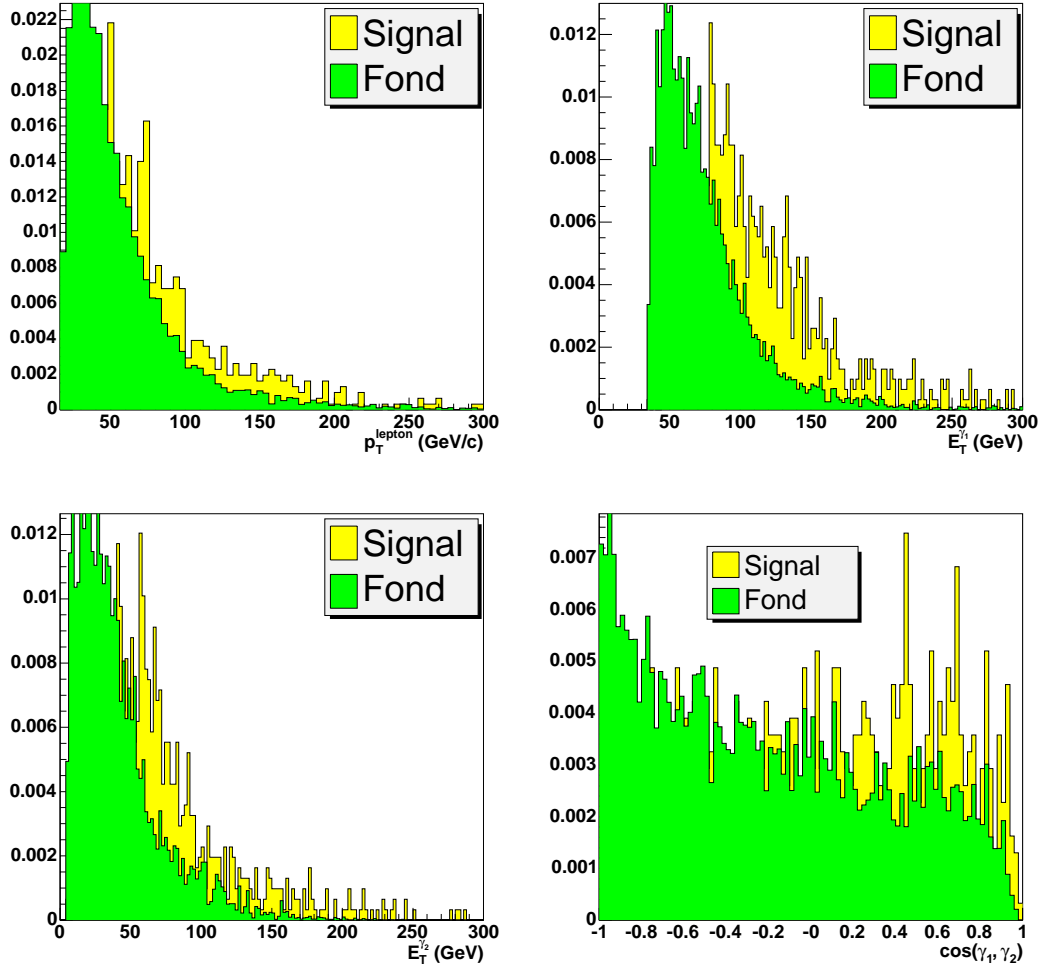 0.022
0.02
0.018
0.016
0.014
0.012
0.01
0.008
0.006
0.004
0.002
0
50 100 150 200 250 300
p_T^lepton (GeV/c)
Signal
Fond
0.012
0.01
0.008
0.006
0.004
0.002
0
0 50 100 150 200 250 300
E_T^γ1 (GeV)
Signal
Fond
0.012
0.01
0.008
0.006
0.004
0.002
0
0 50 100 150 200 250 300
E_T^γ2 (GeV)
Signal
Fond
0.007
0.006
0.005
0.004
0.003
0.002
0.001
0
-1 -0.8 -0.6 -0.4 -0.2 -0 0.2 0.4 0.6 0.8 1
cos(γ1, γ2)
Signal
Fond